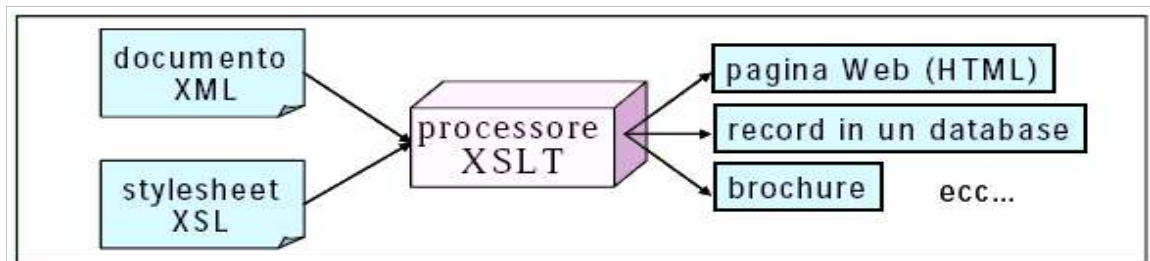 documento
XML
stylesheet
XSL
processore
XSLT
pagina Web (HTML)
record in un database
brochure
ecc...